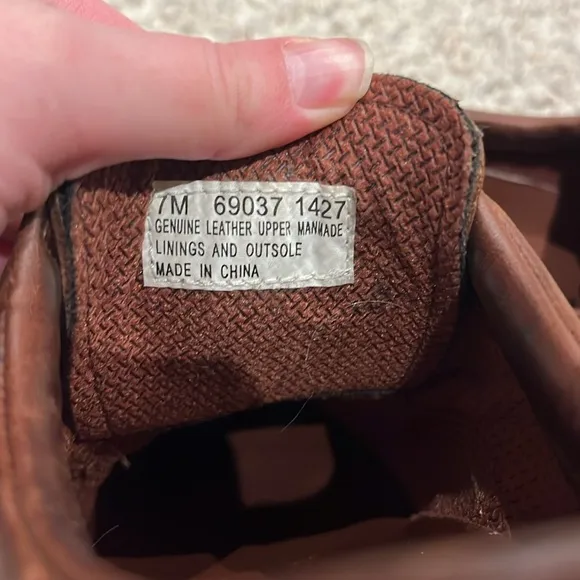 7M 69037 1427
GENUINE LEATHER UPPER MANMADE
LININGS AND OUTSOLE
MADE IN CHINA